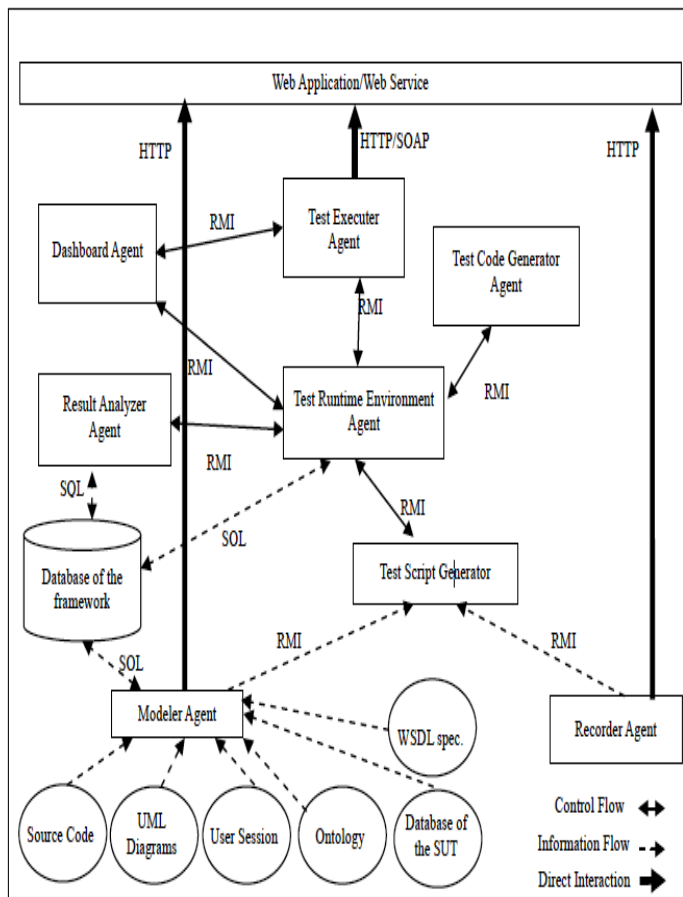 Web Application/Web Service
HTTP
HTTP/SOAP
HTTP
Dashboard Agent
RMI
Test Executer
Agent
Test Code Generator
Agent
RMI
RMI
Result Analyzer
Agent
Test Runtime Environment
Agent
RMI
RMI
SQL
SOL
RMI
Database of the
framework
Test Script Generator
SOL
RMI
RMI
Modeler Agent
WSDL spec.
Recorder Agent
Source Code
UML
Diagrams
User Session
Ontology
Database of
the SUT
Control Flow
Information Flow
Direct Interaction